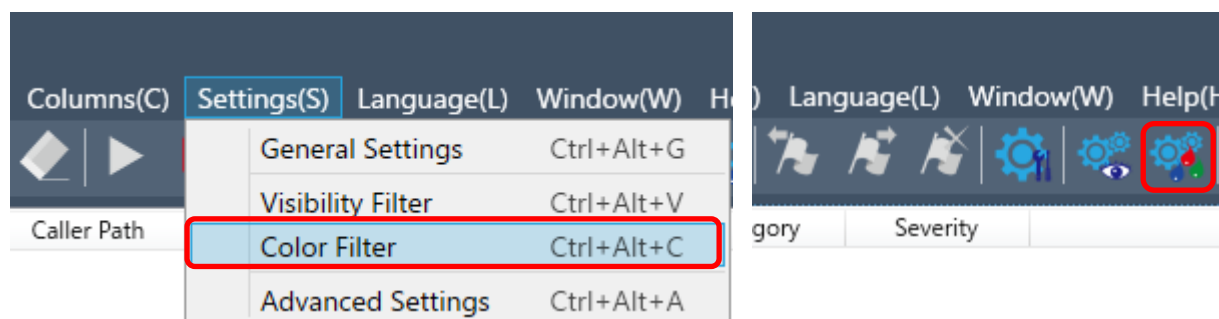 Columns(C) Settings(S) Language(L) Window(W) H
General Settings Ctrl+Alt+G
Visibility Filter Ctrl+Alt+V
Caller Path
Color Filter Ctrl+Alt+C
Advanced Settings Ctrl+Alt+A
) Language(L) Window(W) Help(H
gory Severity